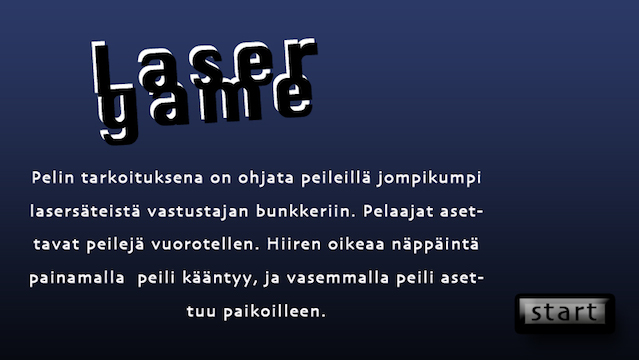 Laser
game
Pelin tarkoituksena on ohjata peileillä jompikumpi
lasersäteistä vastustajan bunkkeriin. Pelaajat aset-
tavat peilejä vuorotellen. Hiiren oikeaa näppäintä
painamalla  peili kääntyy, ja vasemmalla peili aset-
tuu paikoilleen.
start